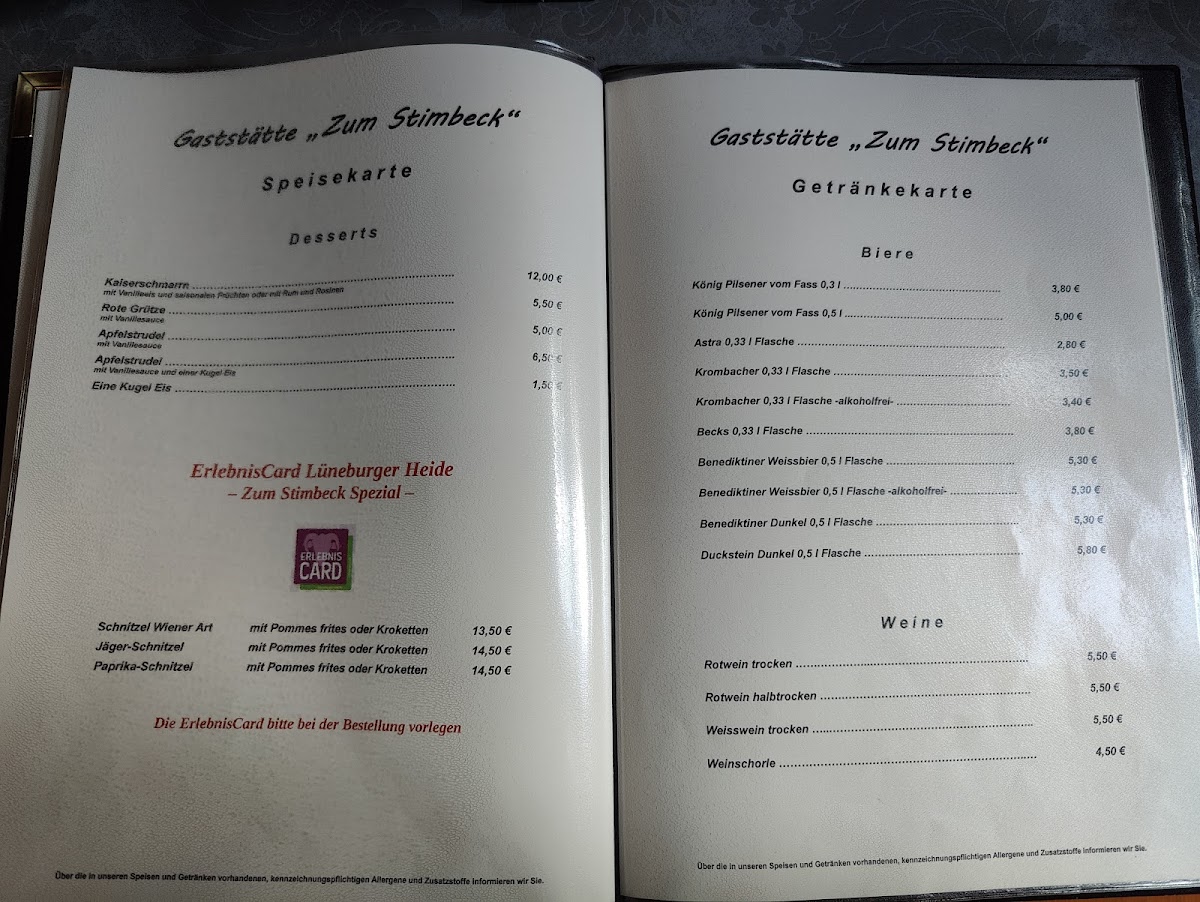 Gaststätte „Zum Stimbeck“
Speisekarte
Desserts
Kaiserschmarrn ........ 12,00 €
mit Vanilleeis und saisonalen Früchten oder mit Rum und Rosinen
Rote Grütze ........ 5,50 €
mit Vanillesauce
Apfelstrudel ........ 5,00 €
mit Vanillesauce
Apfelstrudel ........ 6,50 €
mit Vanillesauce und einer Kugel Eis
Eine Kugel Eis ........ 1,50 €
ErlebnisCard Lüneburger Heide
– Zum Stimbeck Spezial –
ERLEBNIS
CARD
Schnitzel Wiener Art mit Pommes frites oder Kroketten 13,50 €
Jäger-Schnitzel mit Pommes frites oder Kroketten 14,50 €
Paprika-Schnitzel mit Pommes frites oder Kroketten 14,50 €
Die ErlebnisCard bitte bei der Bestellung vorlegen
Über die in unseren Speisen und Getränken vorhandenen, kennzeichnungspflichtigen Allergene und Zusatzstoffe informieren wir Sie.
Gaststätte „Zum Stimbeck“
Getränkekarte
Biere
König Pilsener vom Fass 0,3 l ........ 3,80 €
König Pilsener vom Fass 0,5 l ........ 5,00 €
Astra 0,33 l Flasche ........ 2,80 €
Krombacher 0,33 l Flasche ........ 3,50 €
Krombacher 0,33 l Flasche -alkoholfrei- ........ 3,40 €
Becks 0,33 l Flasche ........ 3,80 €
Benediktiner Weissbier 0,5 l Flasche ........ 5,30 €
Benediktiner Weissbier 0,5 l Flasche -alkoholfrei- ........ 5,30 €
Benediktiner Dunkel 0,5 l Flasche ........ 5,30 €
Duckstein Dunkel 0,5 l Flasche ........ 5,80 €
Weine
Rotwein trocken ........ 5,50 €
Rotwein halbtrocken ........ 5,50 €
Weisswein trocken ........ 5,50 €
Weinschorle ........ 4,50 €
Über die in unseren Speisen und Getränken vorhandenen, kennzeichnungspflichtigen Allergene und Zusatzstoffe informieren wir Sie.